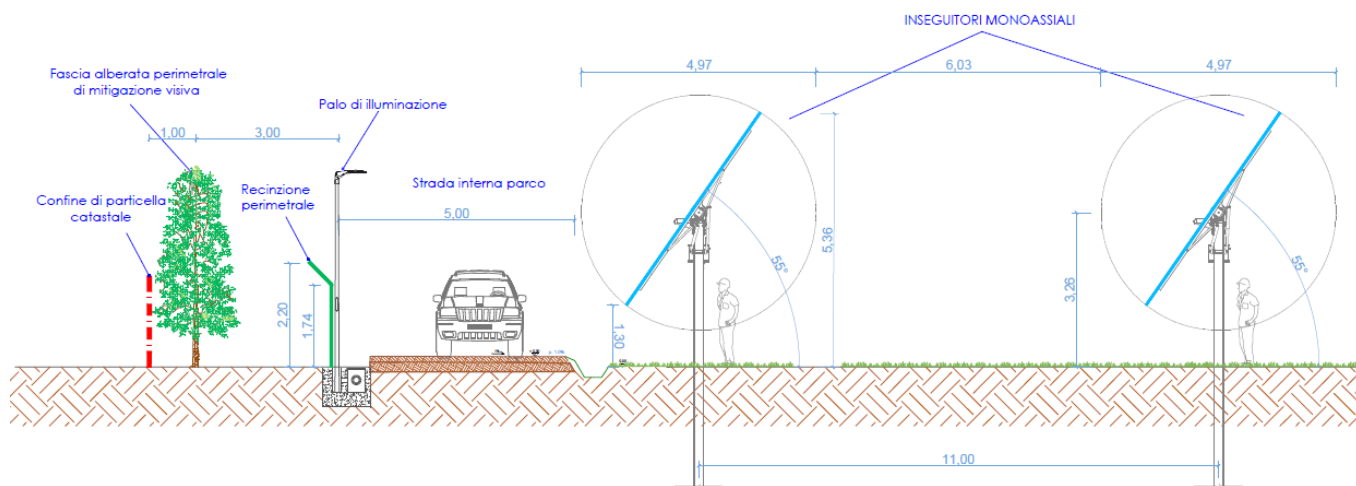 INSEGUITORI MONOASSIALI
4,97
6,03
4,97
Fascia alberata perimetrale
di mitigazione visiva
Palo di illuminazione
1,00
3,00
Confine di particella
catastale
Recinzione
perimetrale
Strada interna parco
5,00
2,20
1,74
1,30
5,36
55°
3,26
55°
11,00